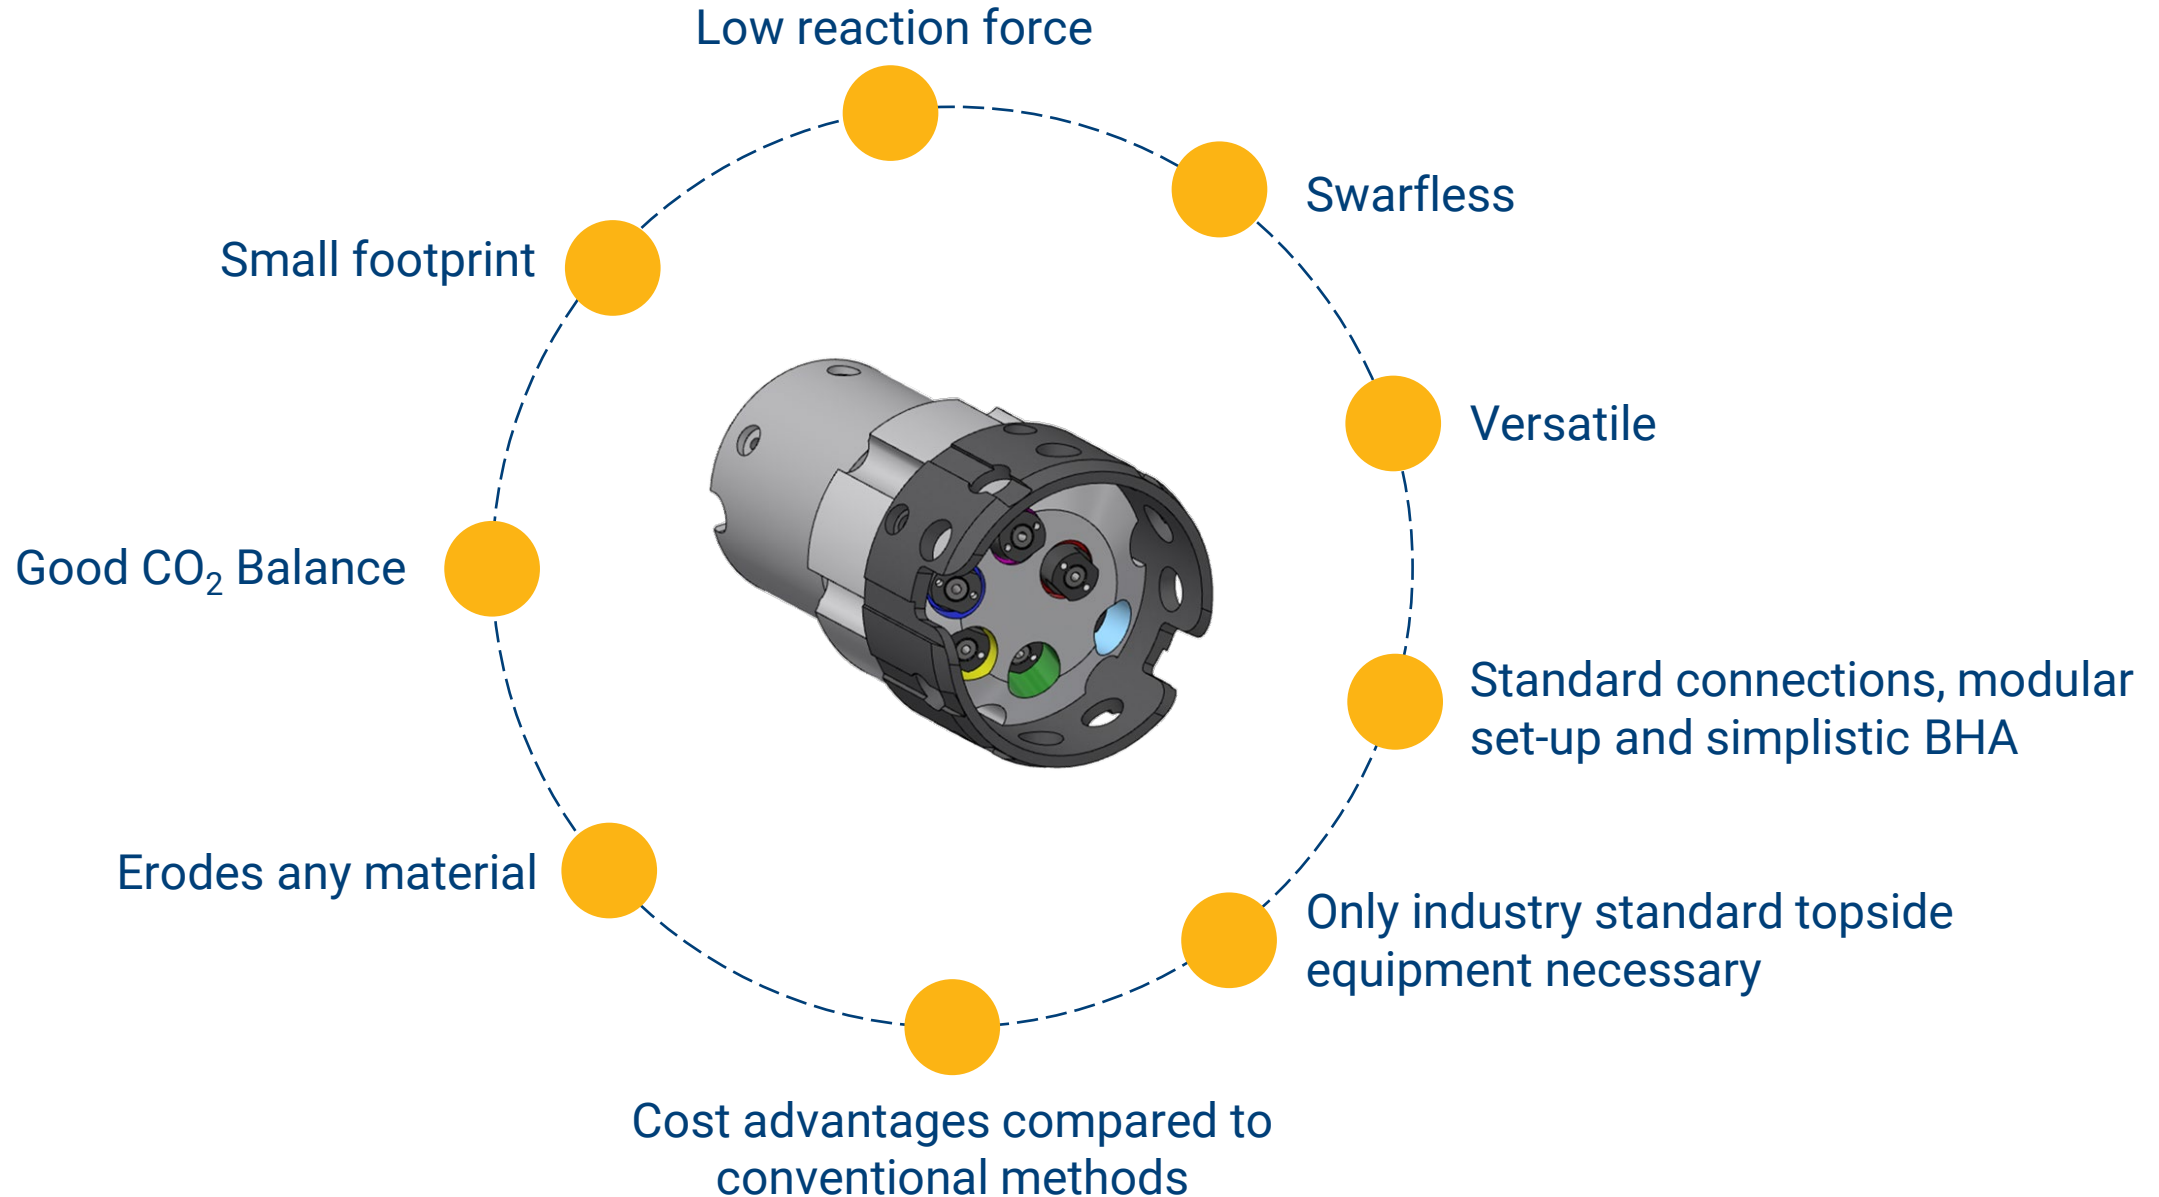 Low reaction force
Swarfless
Small footprint
Versatile
Good CO₂ Balance
Standard connections, modular
set-up and simplistic BHA
Erodes any material
Only industry standard topside
equipment necessary
Cost advantages compared to
conventional methods